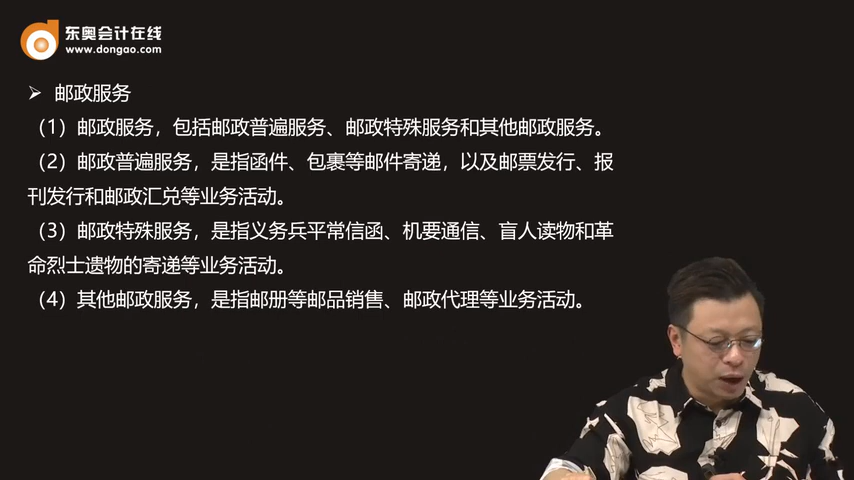 东奥会计在线
www.dongao.com
➢ 邮政服务
（1）邮政服务，包括邮政普遍服务、邮政特殊服务和其他邮政服务。
（2）邮政普遍服务，是指函件、包裹等邮件寄递，以及邮票发行、报
刊发行和邮政汇兑等业务活动。
（3）邮政特殊服务，是指义务兵平常信函、机要通信、盲人读物和革
命烈士遗物的寄递等业务活动。
（4）其他邮政服务，是指邮册等邮品销售、邮政代理等业务活动。